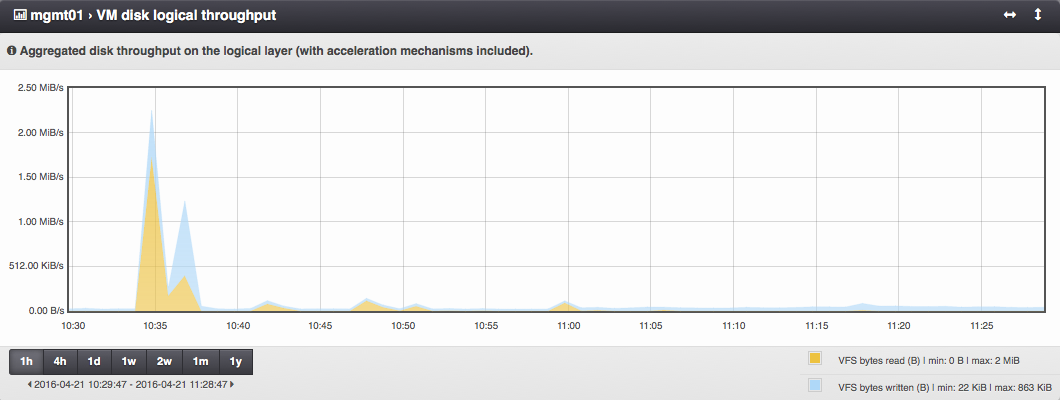 mgmt01 › VM disk logical throughput
Aggregated disk throughput on the logical layer (with acceleration mechanisms included).
2.50 MiB/s
2.00 MiB/s
1.50 MiB/s
1.00 MiB/s
512.00 KiB/s
0.00 B/s
10:30 10:35 10:40 10:45 10:50 10:55 11:00 11:05 11:10 11:15 11:20 11:25
1h 4h 1d 1w 2w 1m 1y
2016-04-21 10:29:47 - 2016-04-21 11:28:47
VFS bytes read (B) | min: 0 B | max: 2 MiB
VFS bytes written (B) | min: 22 KiB | max: 863 KiB